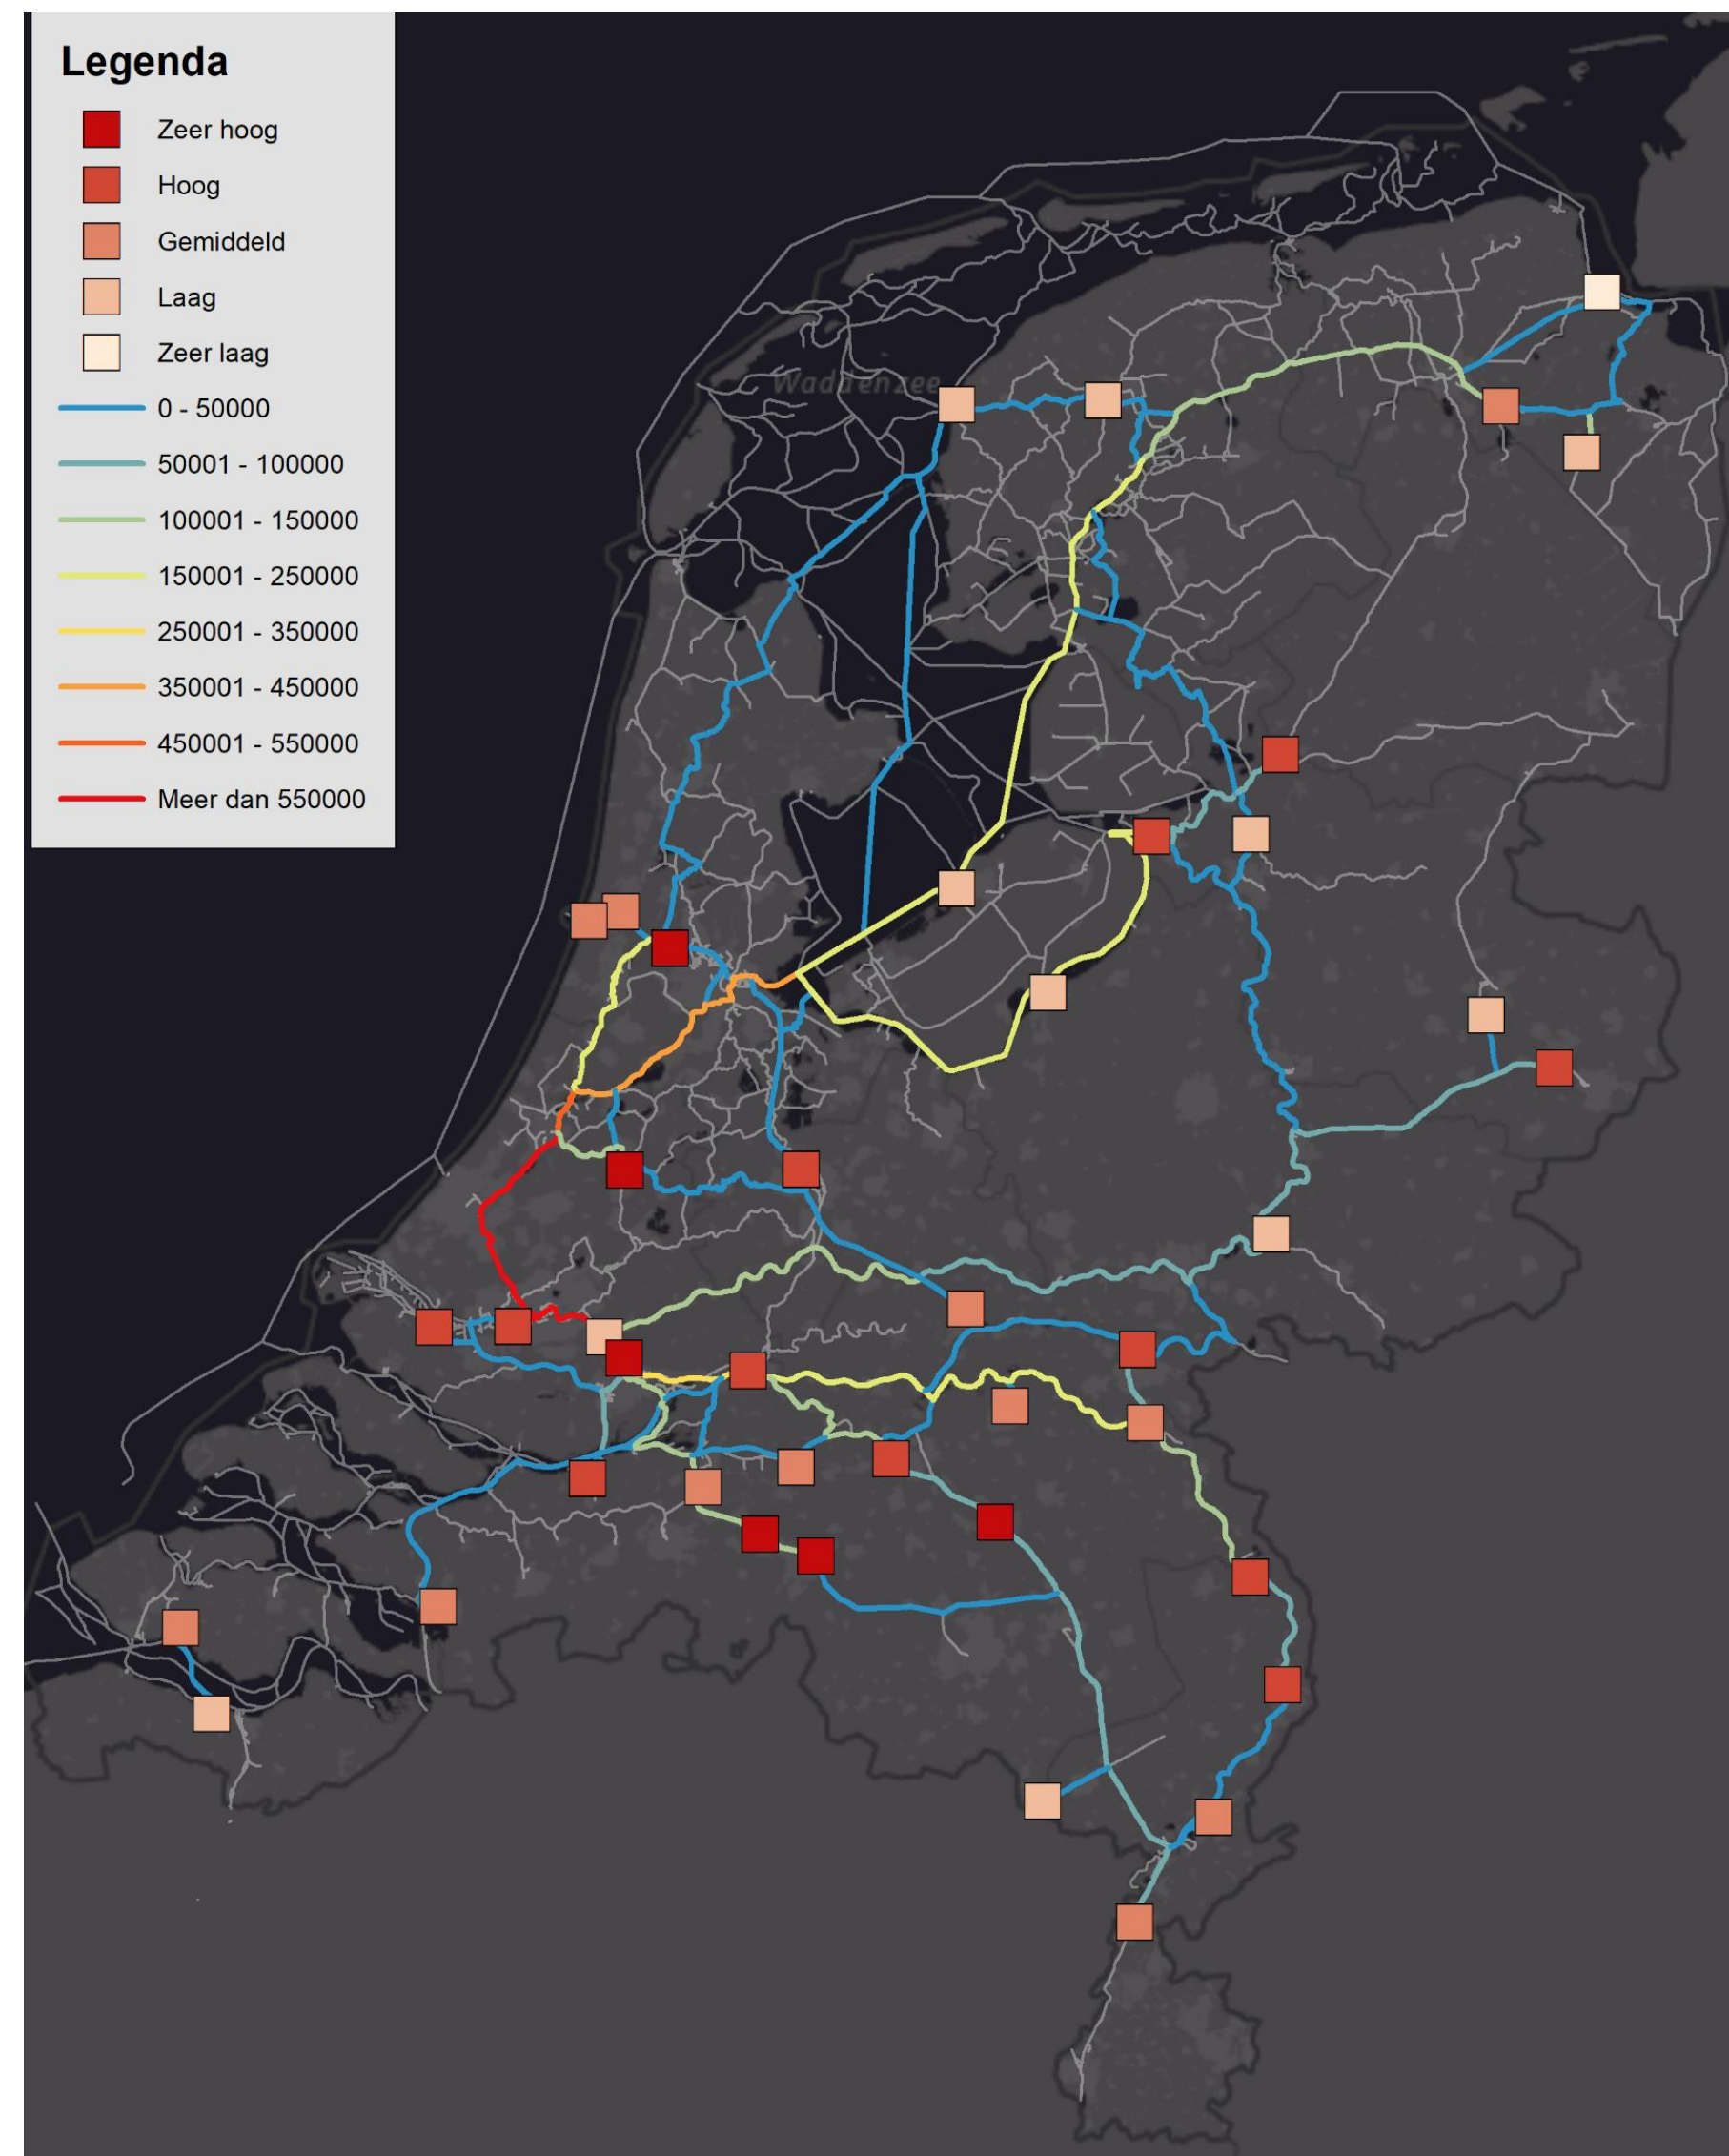 Legenda
Zeer hoog
Hoog
Gemiddeld
Laag
Zeer laag
0 - 50000
50001 - 100000
100001 - 150000
150001 - 250000
250001 - 350000
350001 - 450000
450001 - 550000
Meer dan 550000
Waddenzee